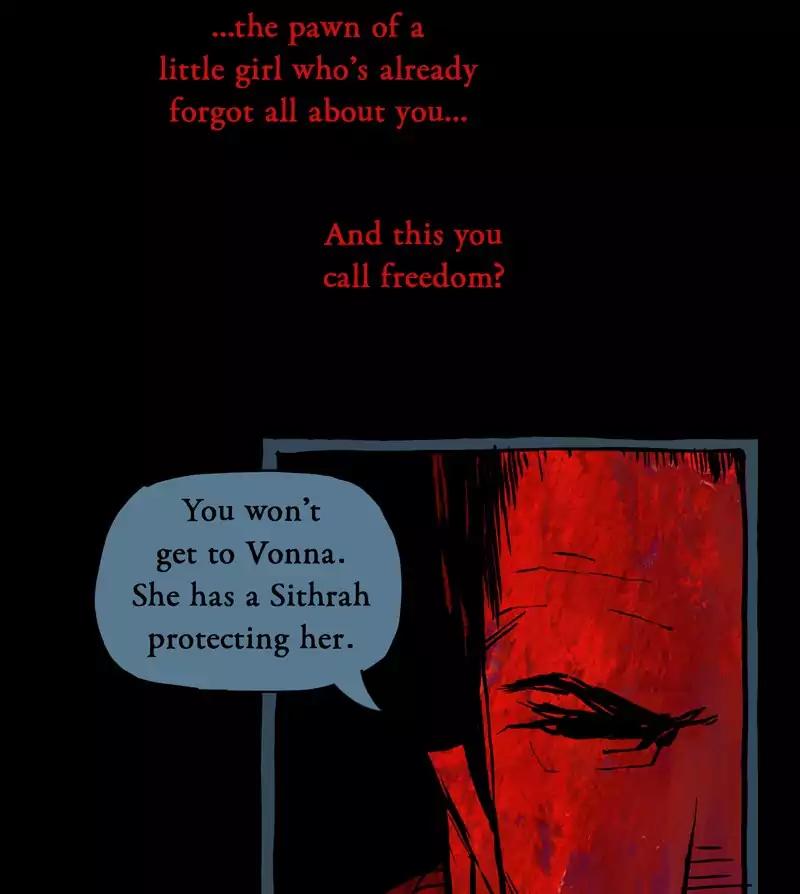 ...the pawn of a
little girl who's already
forgot all about you...
And this you
call freedom?
You won't
get to Vonna.
She has a Sithrah
protecting her.